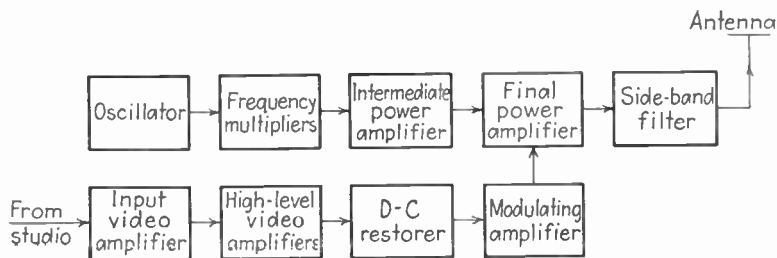 Antenna
Oscillator
Frequency
multipliers
Intermediate
power
amplifier
Final
power
amplifier
Side-band
filter
From
studio
Input
video
amplifier
High-level
video
amplifiers
D-C
restorer
Modulating
amplifier